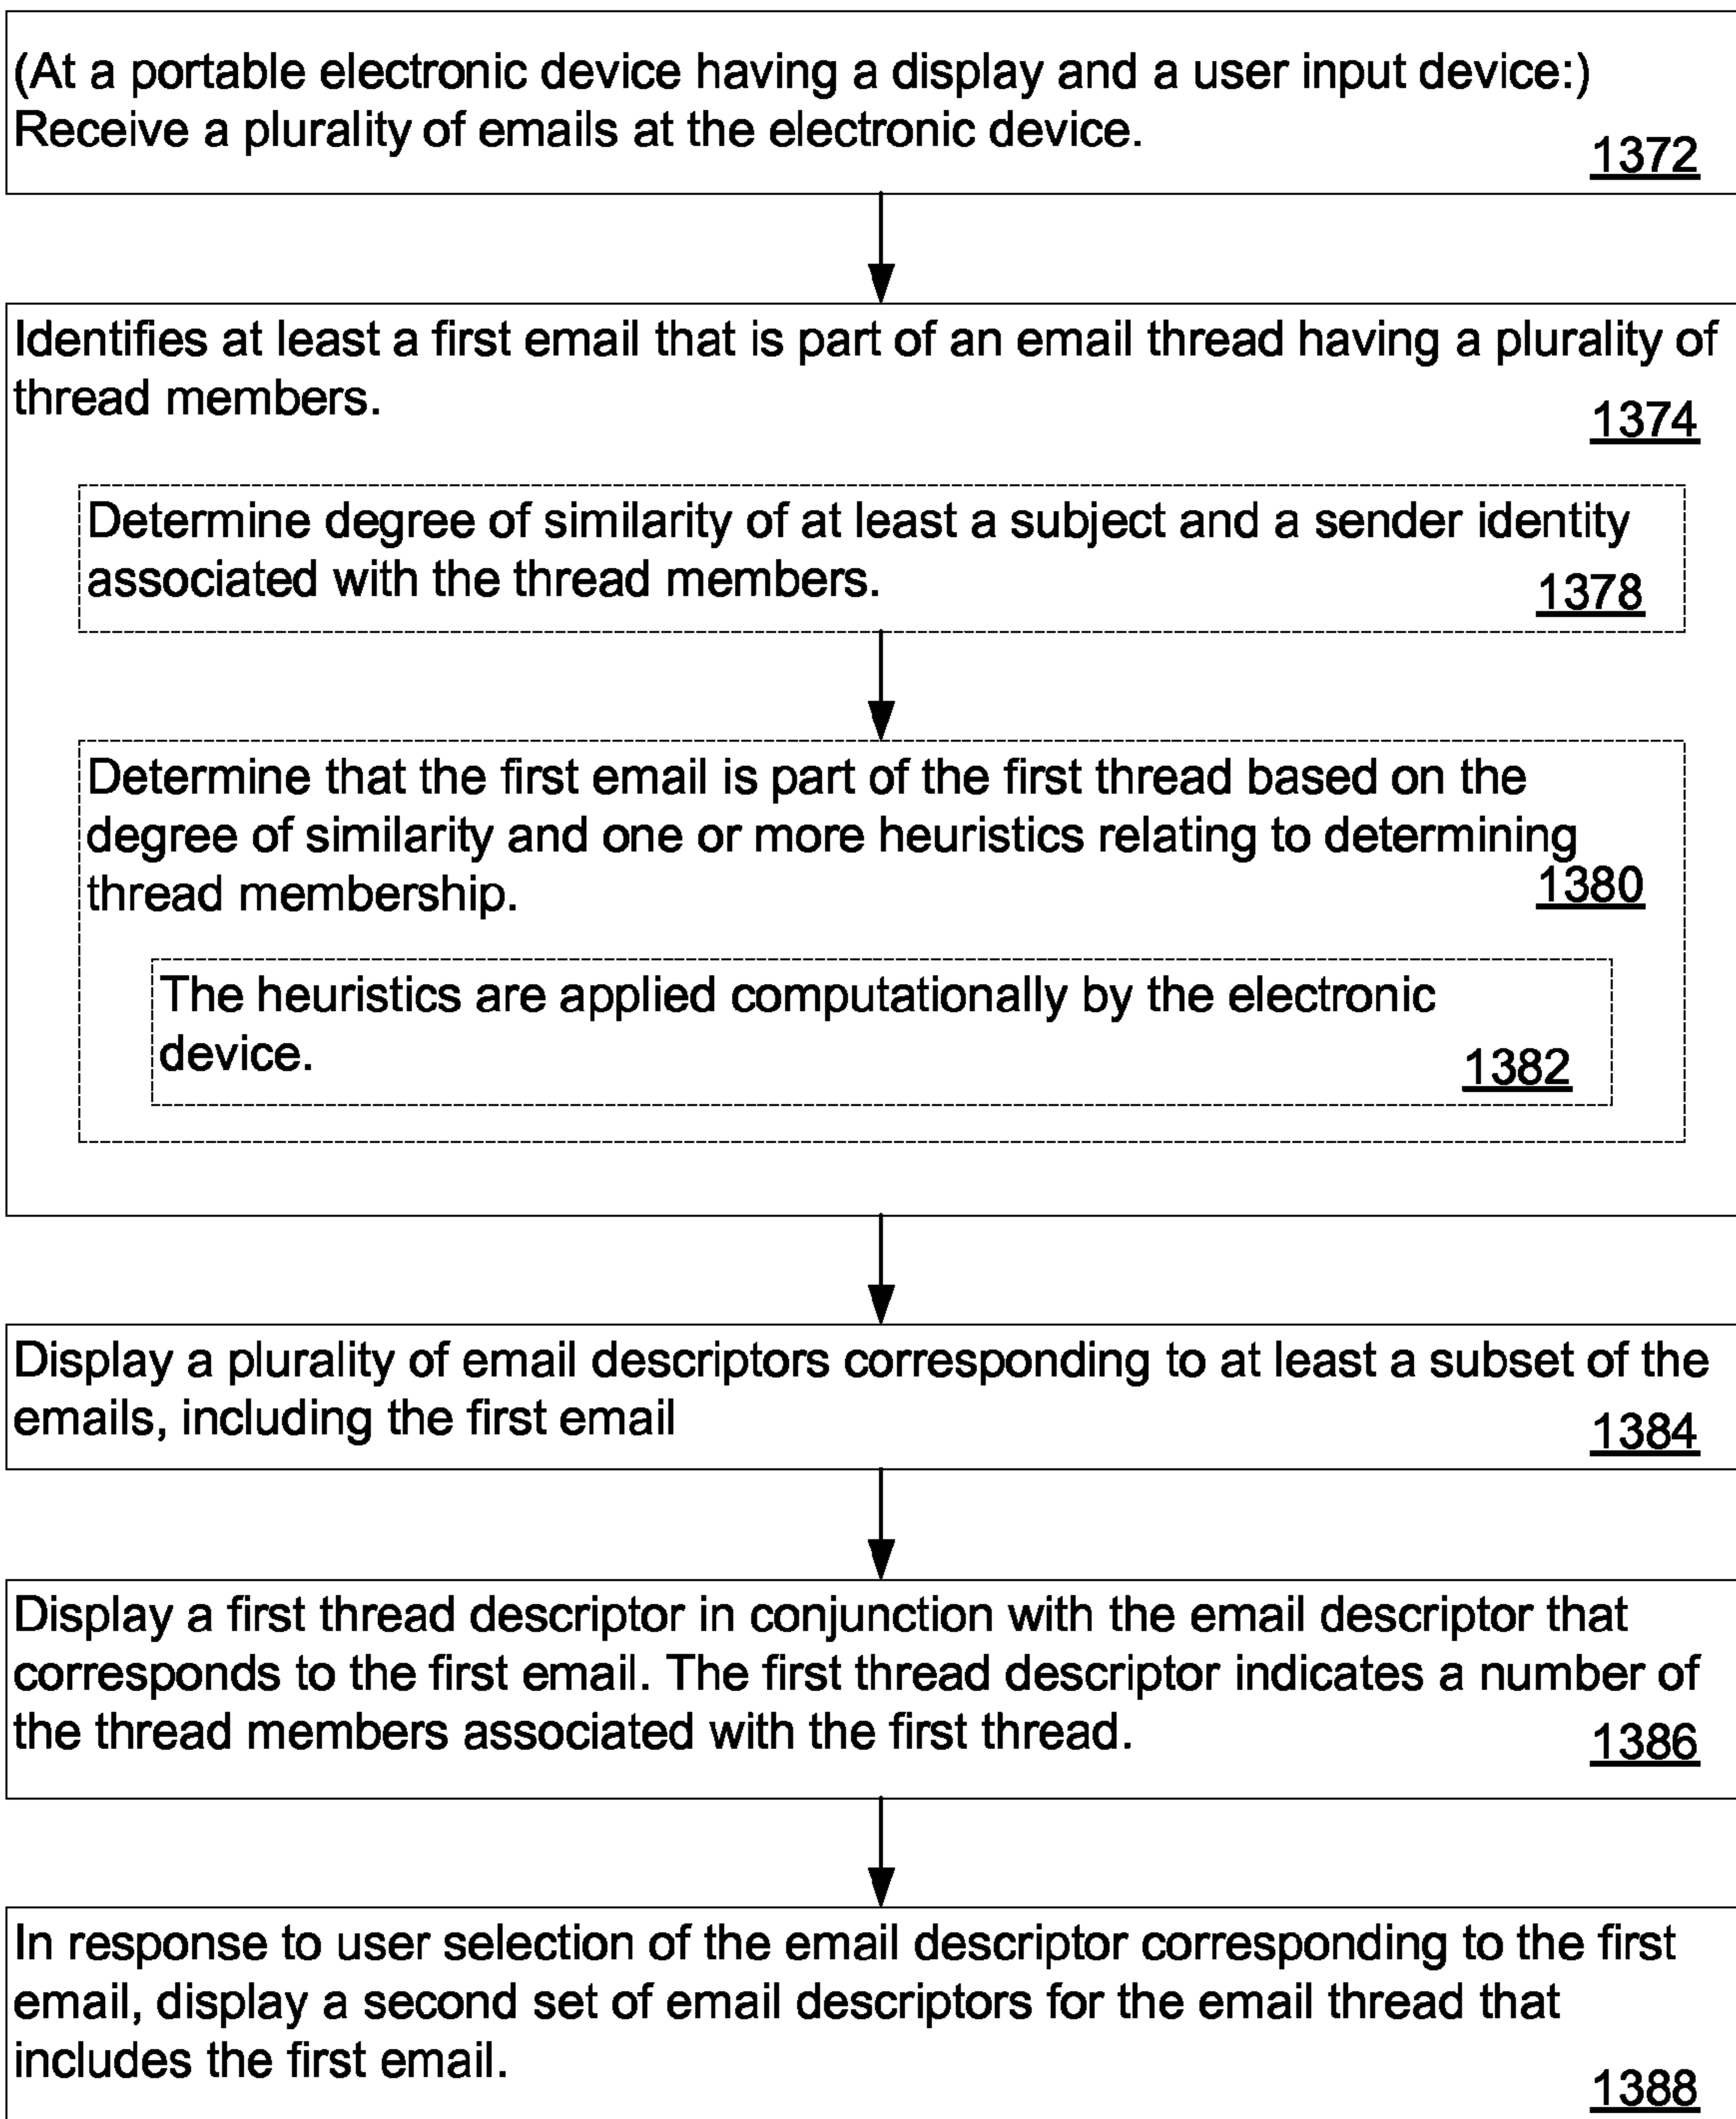 (At a portable electronic device having a display and a user input device:)
Receive a plurality of emails at the electronic device.
1372
Identifies at least a first email that is part of an email thread having a plurality of
thread members.
1374
Determine degree of similarity of at least a subject and a sender identity
associated with the thread members.
1378
Determine that the first email is part of the first thread based on the
degree of similarity and one or more heuristics relating to determining
thread membership.
1380
The heuristics are applied computationally by the electronic
device.
1382
Display a plurality of email descriptors corresponding to at least a subset of the
emails, including the first email
1384
Display a first thread descriptor in conjunction with the email descriptor that
corresponds to the first email. The first thread descriptor indicates a number of
the thread members associated with the first thread.
1386
In response to user selection of the email descriptor corresponding to the first
email, display a second set of email descriptors for the email thread that
includes the first email.
1388